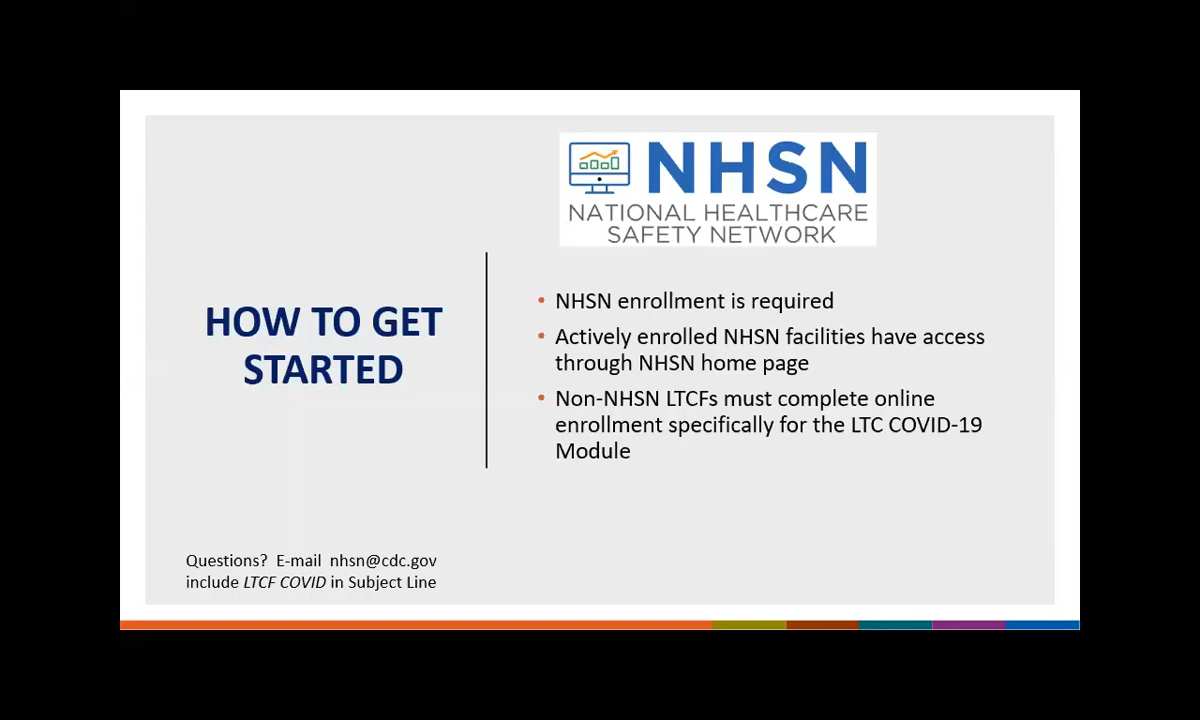 NHSN
NATIONAL HEALTHCARE
SAFETY NETWORK
HOW TO GET
STARTED
• NHSN enrollment is required
• Actively enrolled NHSN facilities have access
through NHSN home page
• Non-NHSN LTCFs must complete online
enrollment specifically for the LTC COVID-19
Module
Questions? E-mail nhsn@cdc.gov
include LTCF COVID in Subject Line